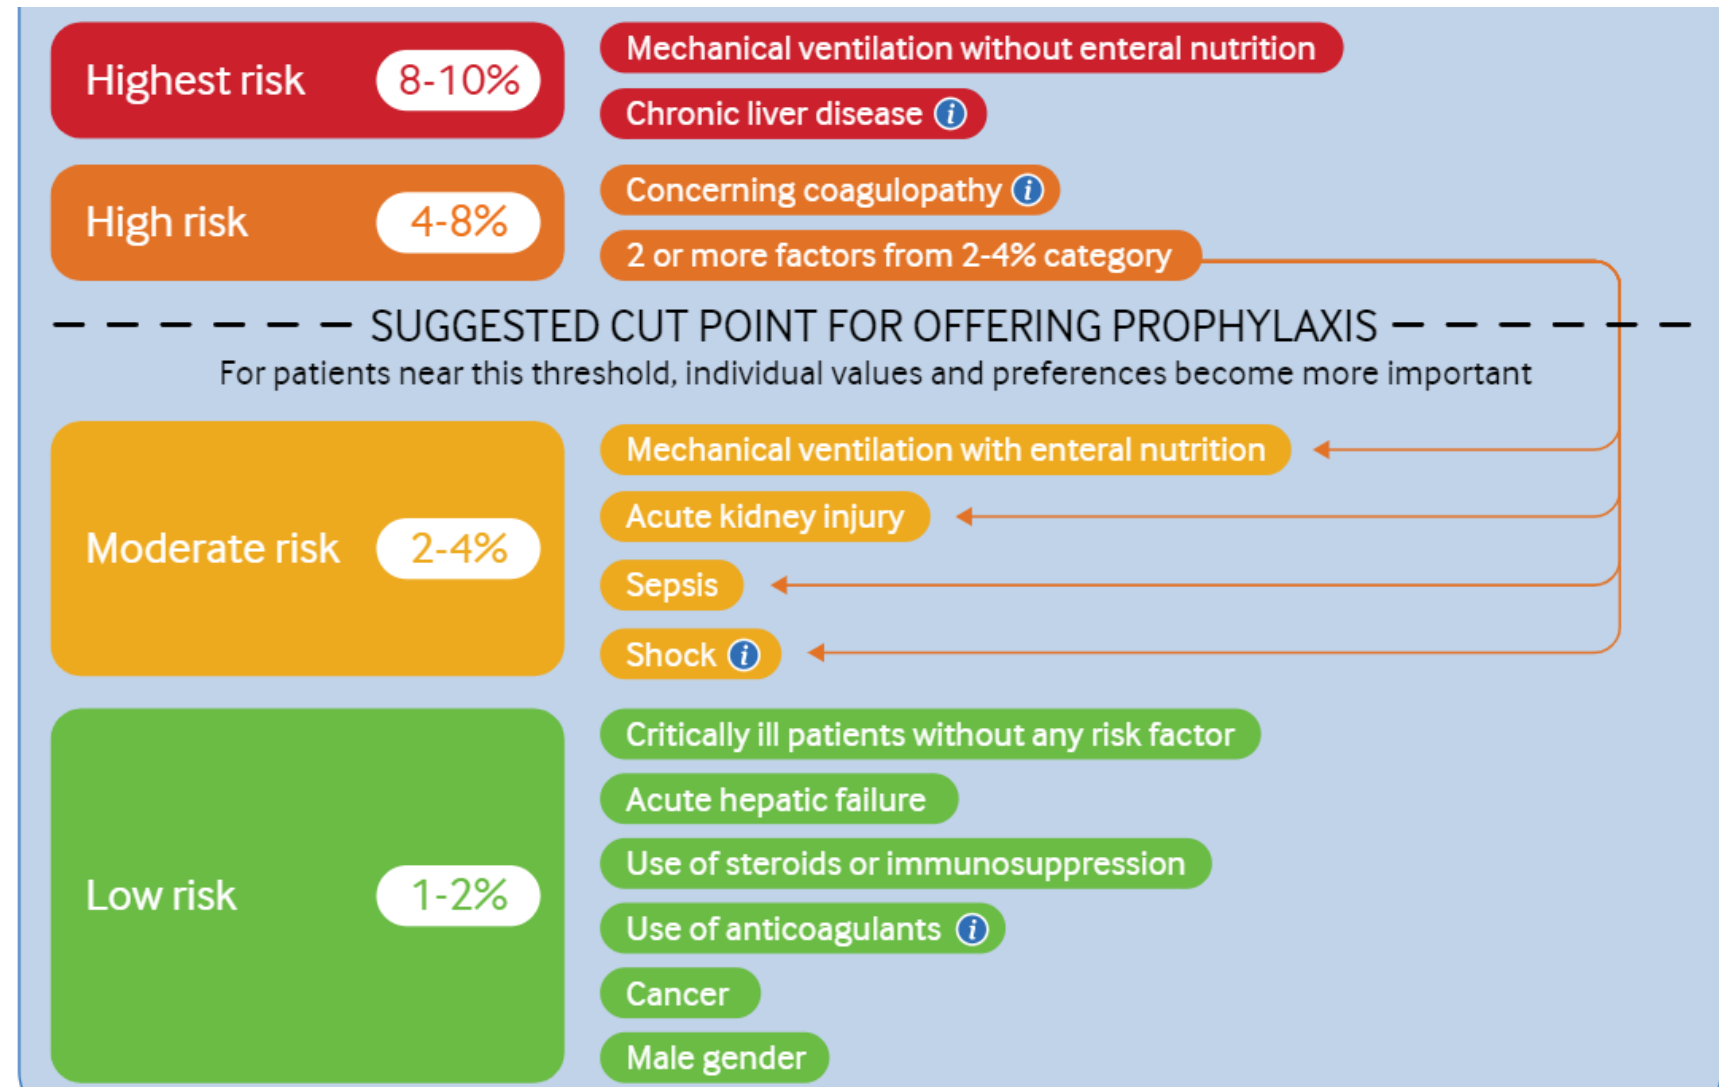 Highest risk 8-10%
Mechanical ventilation without enteral nutrition
Chronic liver disease i
High risk 4-8%
Concerning coagulopathy i
2 or more factors from 2-4% category
SUGGESTED CUT POINT FOR OFFERING PROPHYLAXIS
For patients near this threshold, individual values and preferences become more important
Moderate risk 2-4%
Mechanical ventilation with enteral nutrition
Acute kidney injury
Sepsis
Shock i
Low risk 1-2%
Critically ill patients without any risk factor
Acute hepatic failure
Use of steroids or immunosuppression
Use of anticoagulants i
Cancer
Male gender